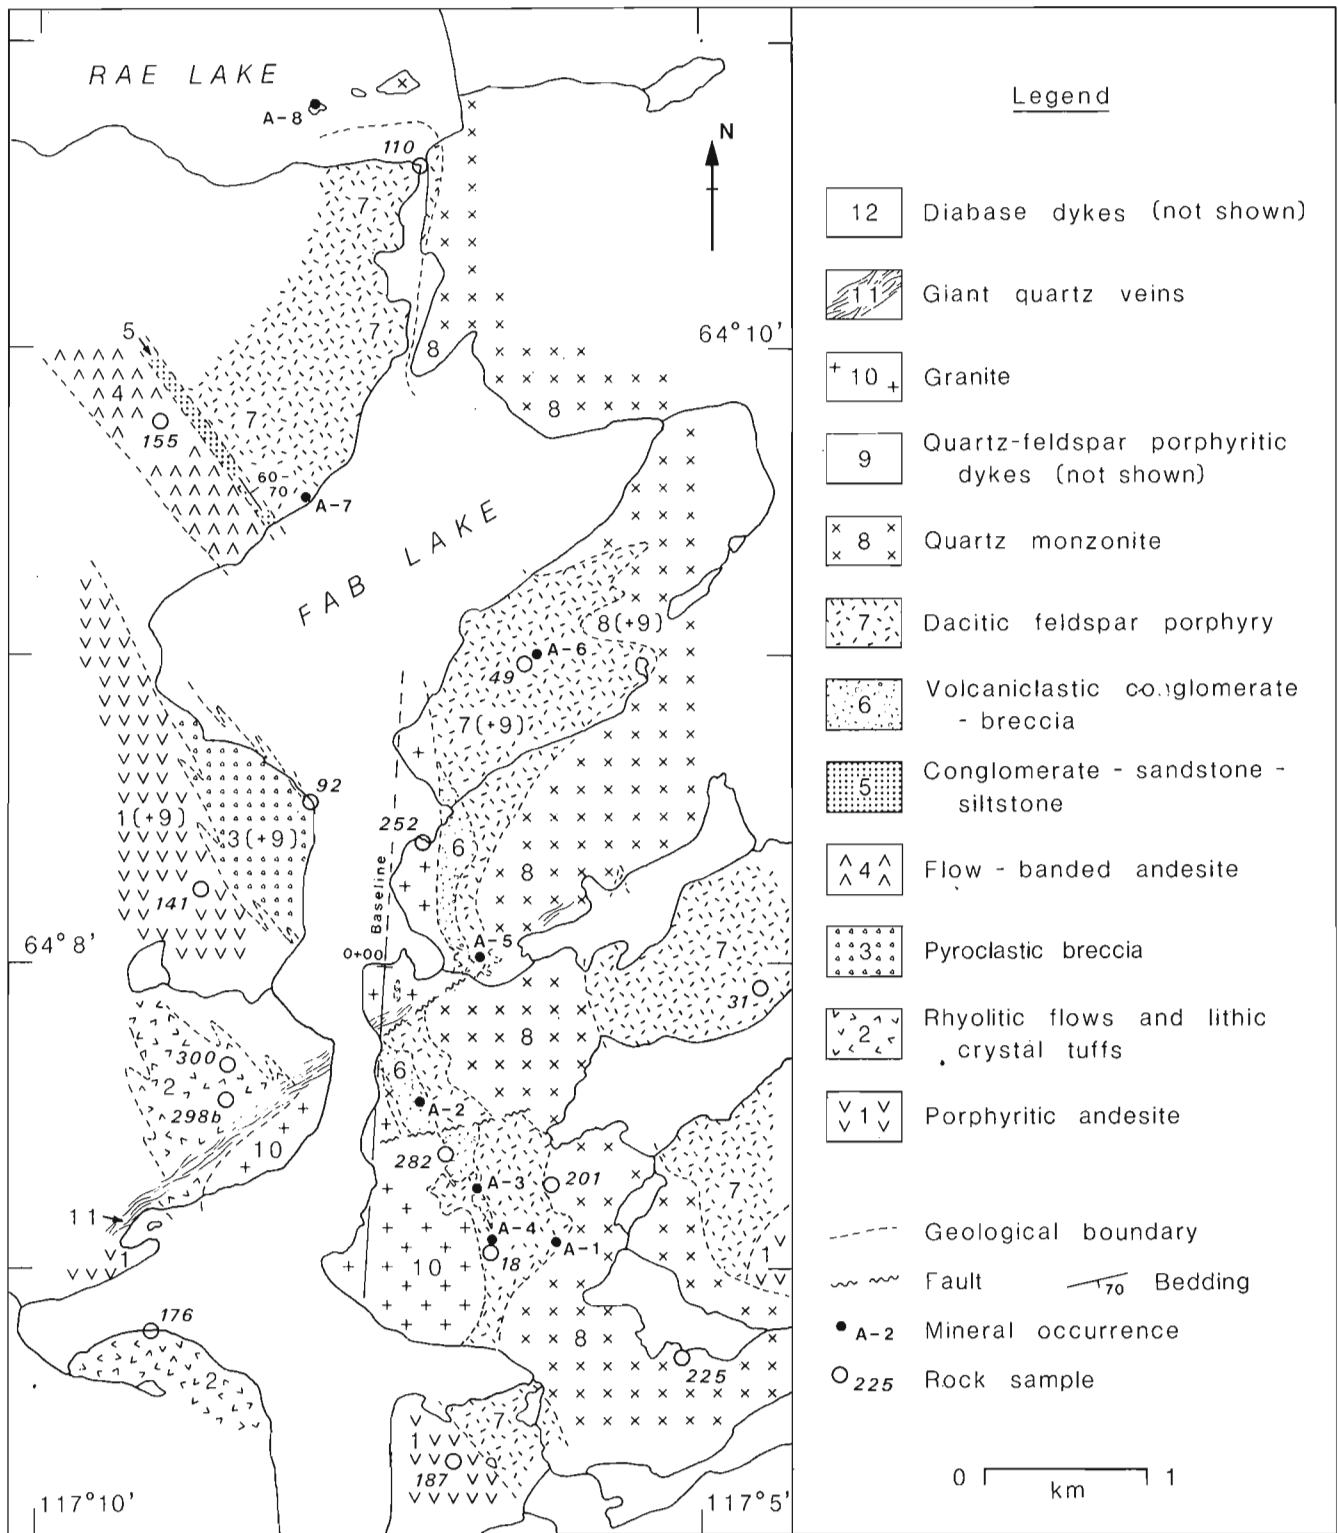 RAE LAKE
A-8
110
N
7
64°10'
5
4
7
8
8
155
7
60-
70
A-7
FAB LAKE
8(+9)
A-6
49
7(+9)
92
1(+9)
3(+9)
252
6
8
Baseline
141
64°8'
A-5
0+00
7
31
8
300
2
298b
6
A-2
10
282
A-3
201
7
11
A-4
A-1
1
18
1
10
176
8
2
225
7
1
187
117°10'
117°5'
Legend
12 Diabase dykes (not shown)
11 Giant quartz veins
10 Granite
9 Quartz-feldspar porphyritic
dykes (not shown)
8 Quartz monzonite
7 Dacitic feldspar porphyry
6 Volcaniclastic conglomerate
- breccia
5 Conglomerate - sandstone -
siltstone
4 Flow - banded andesite
3 Pyroclastic breccia
2 Rhyolitic flows and lithic
crystal tuffs
1 Porphyritic andesite
Geological boundary
Fault
70 Bedding
A-2 Mineral occurrence
225 Rock sample
0 1
km